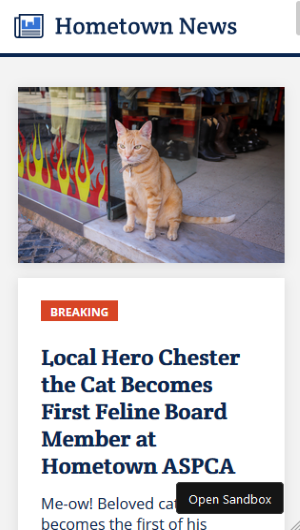 Hometown News
BREAKING
Local Hero Chester
the Cat Becomes
First Feline Board
Member at
Hometown ASPCA
Me-ow! Beloved
Open Sandbox
becomes the first of his